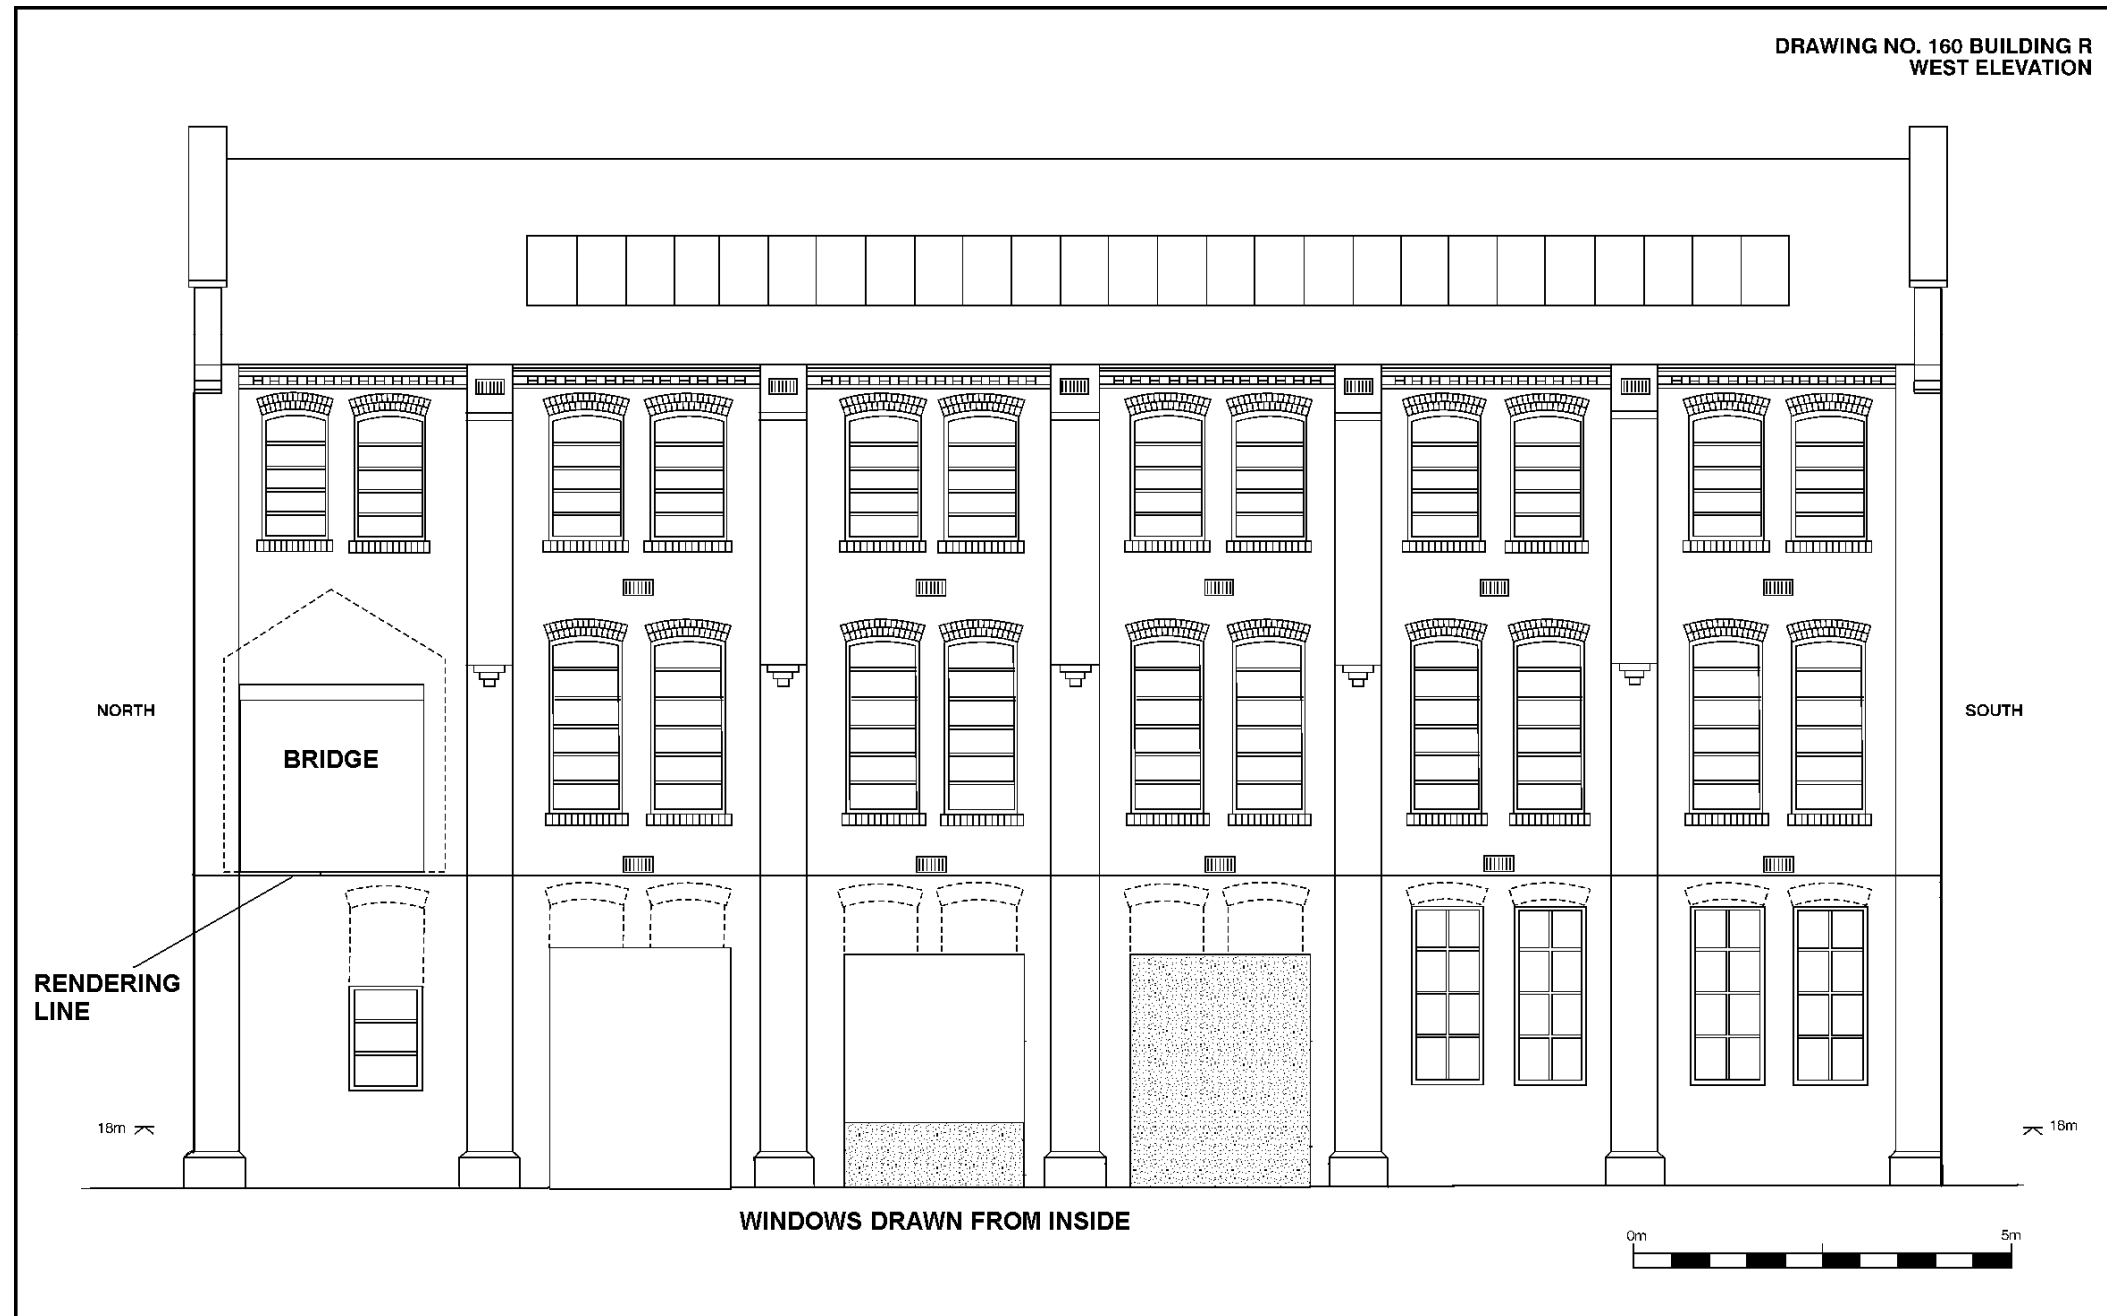 DRAWING NO. 160 BUILDING R
WEST ELEVATION
NORTH
SOUTH
BRIDGE
RENDERING
LINE
18m
18m
WINDOWS DRAWN FROM INSIDE
0m
5m